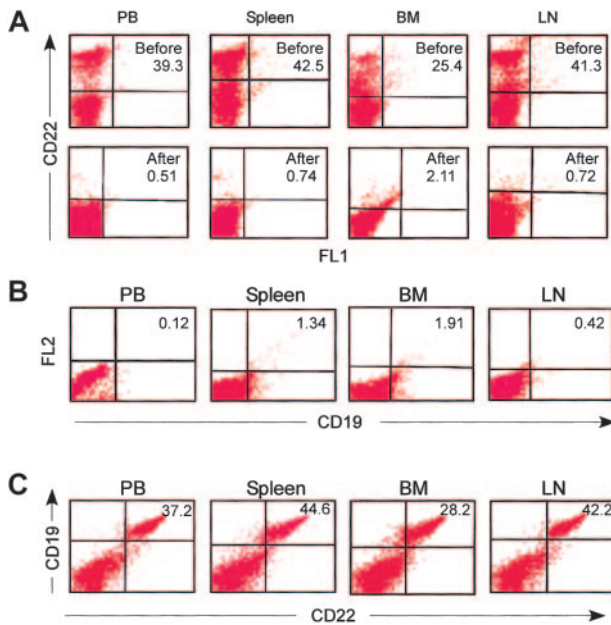 A
PB Spleen BM LN
CD22
Before 39.3
Before 42.5
Before 25.4
Before 41.3
After 0.51
After 0.74
After 2.11
After 0.72
FL1
B
PB Spleen BM LN
FL2
0.12 1.34 1.91 0.42
CD19
C
PB Spleen BM LN
CD19
37.2 44.6 28.2 42.2
CD22